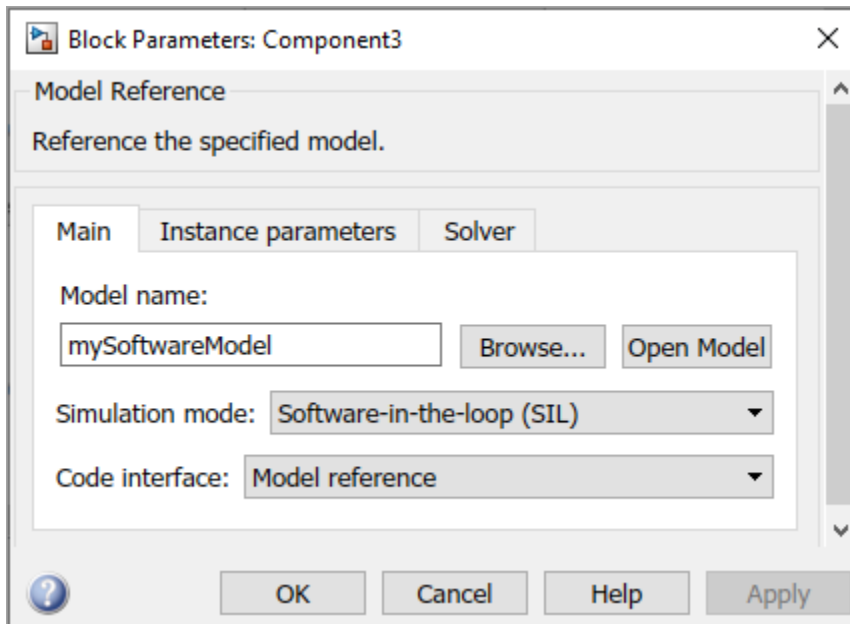 Block Parameters: Component3
Model Reference
Reference the specified model.
Main Instance parameters Solver
Model name:
mySoftwareModel Browse... Open Model
Simulation mode: Software-in-the-loop (SIL)
Code interface: Model reference
? OK Cancel Help Apply